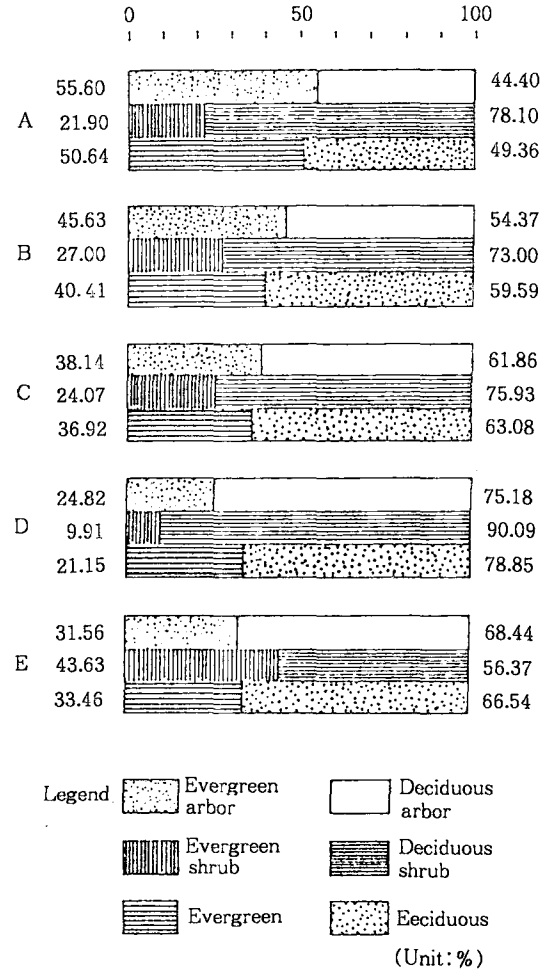 0 50 100
55.60 44.40
A 21.90 78.10
50.64 49.36
45.63 54.37
B 27.00 73.00
40.41 59.59
38.14 61.86
C 24.07 75.93
36.92 63.08
24.82 75.18
D 9.91 90.09
21.15 78.85
31.56 68.44
E 43.63 56.37
33.46 66.54
Legend Evergreen arbor Deciduous arbor
Evergreen shrub Deciduous shrub
Evergreen Eeciduous
(Unit:%)